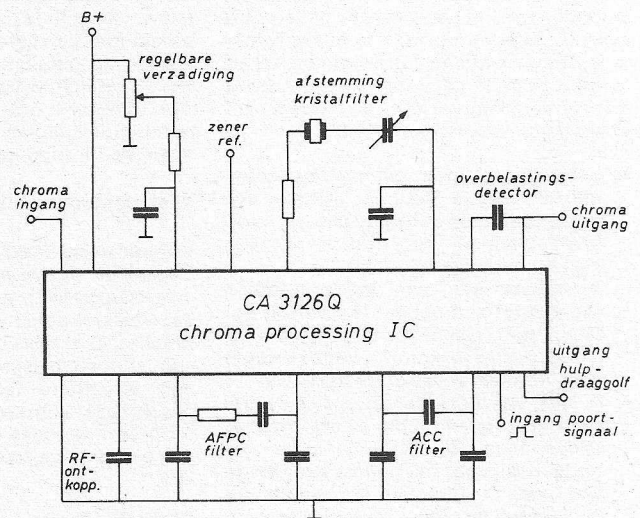 B+
regelbare
verzadiging
afstemming
kristalfilter
zener
ref.
overbelastings-
detector
chroma
ingang
chroma
uitgang
CA 3126Q
chroma processing IC
uitgang
hulp-
draaggolf
ingang poort-
signaal
AFPC
filter
ACC
filter
RF-
ont-
kopp.